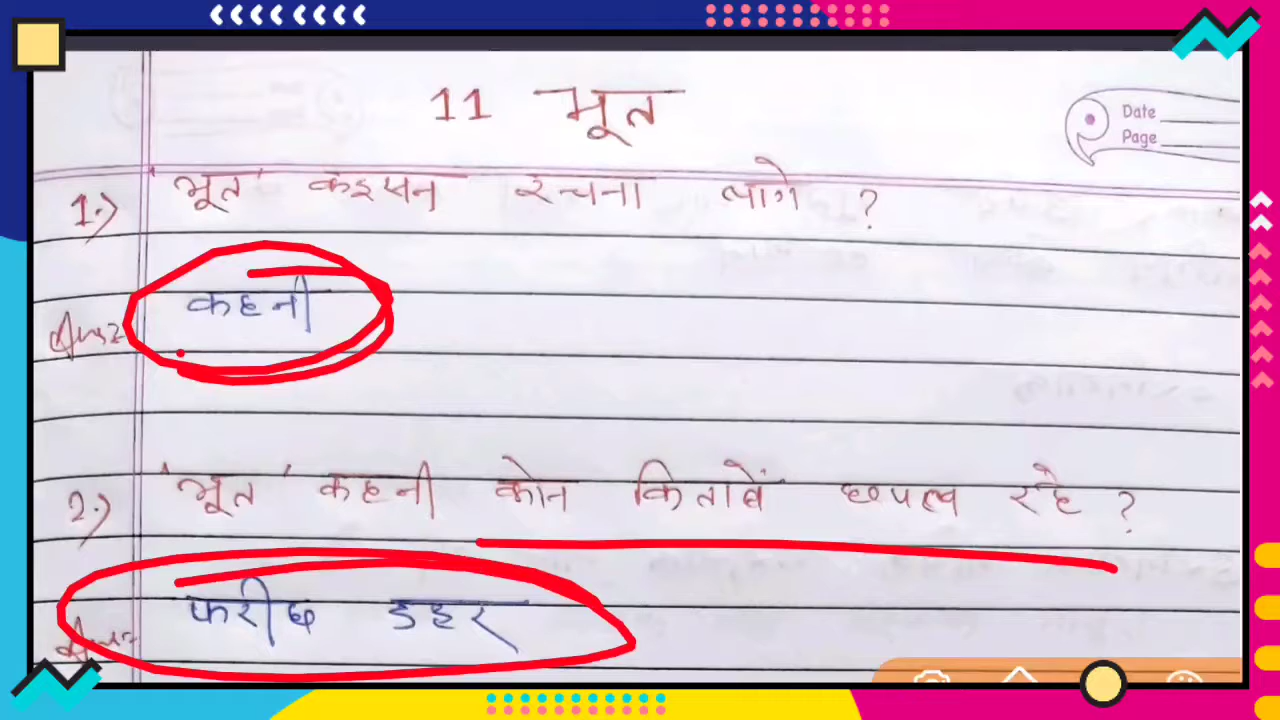 11 भूत
Date
Page
1.) 'भूत' कइसन रचना लागे ?
Ans: कहनी
2.) 'भूत' कहनी कोन किताबें छपल रहे ?
Ans: फरीछ डहर